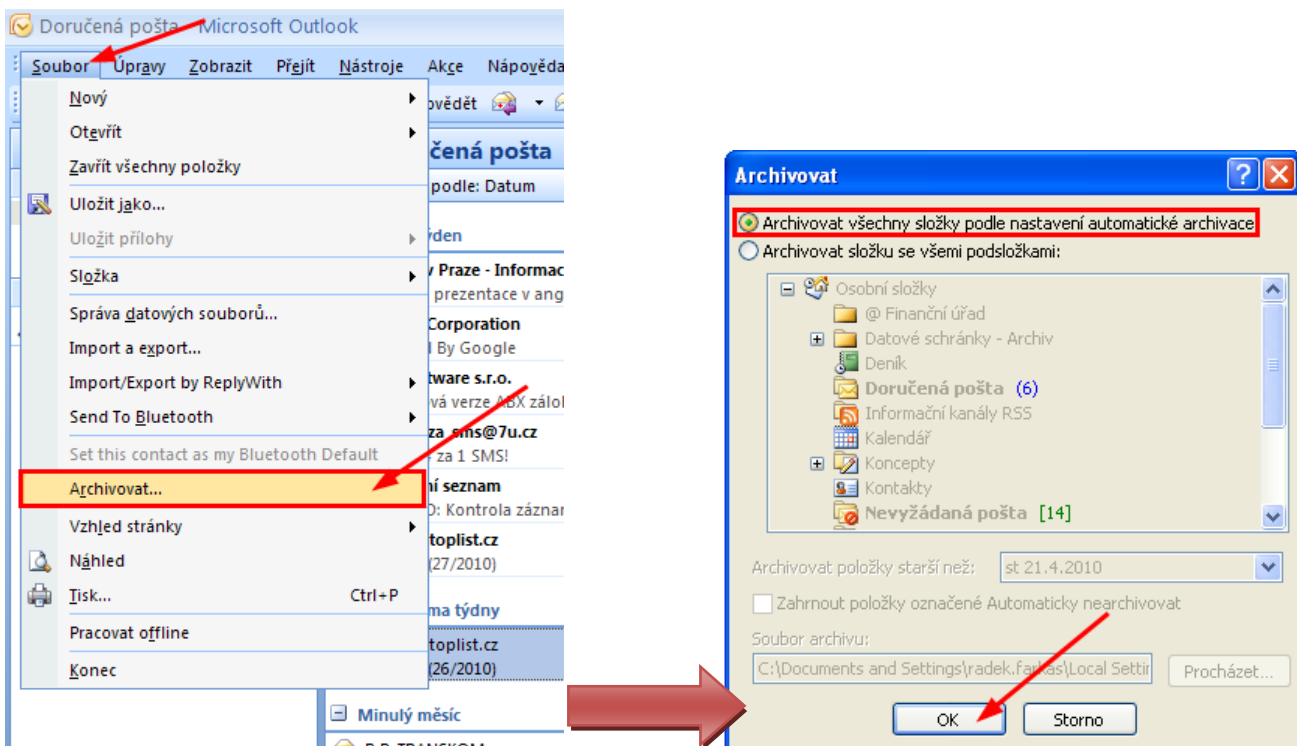 Doručená pošta - Microsoft Outlook
Soubor Úpravy Zobrazit Přejít Nástroje Akce Nápověda
Nový
Otevřít
Zavřít všechny položky
Uložit jako...
Uložit přílohy
Složka
Správa datových souborů...
Import a export...
Import/Export by ReplyWith
Send To Bluetooth
Set this contact as my Bluetooth Default
Archivovat...
Vzhled stránky
Náhled
Tisk... Ctrl+P
Pracovat offline
Konec
ovědět
čená pošta
podle: Datum
ýden
v Praze - Informac
prezentace v ang
Corporation
l By Google
tware s.r.o.
vá verze ABX zálol
za_sms@7u.cz
za 1 SMS!
ní seznam
O: Kontrola záznar
toplist.cz
(27/2010)
ma týdny
toplist.cz
(26/2010)
Minulý měsíc
Archivovat
Archivovat všechny složky podle nastavení automatické archivace
Archivovat složku se všemi podsložkami:
Osobní složky
@ Finanční úřad
Datové schránky - Archiv
Deník
Doručená pošta (6)
Informační kanály RSS
Kalendář
Koncepty
Kontakty
Nevyžádaná pošta [14]
Archivovat položky starší než: st 21.4.2010
Zahrnout položky označené Automaticky nearchivovat
Soubor archivu:
C:\Documents and Settings\radek.farkas\Local Settir Procházet...
OK Storno